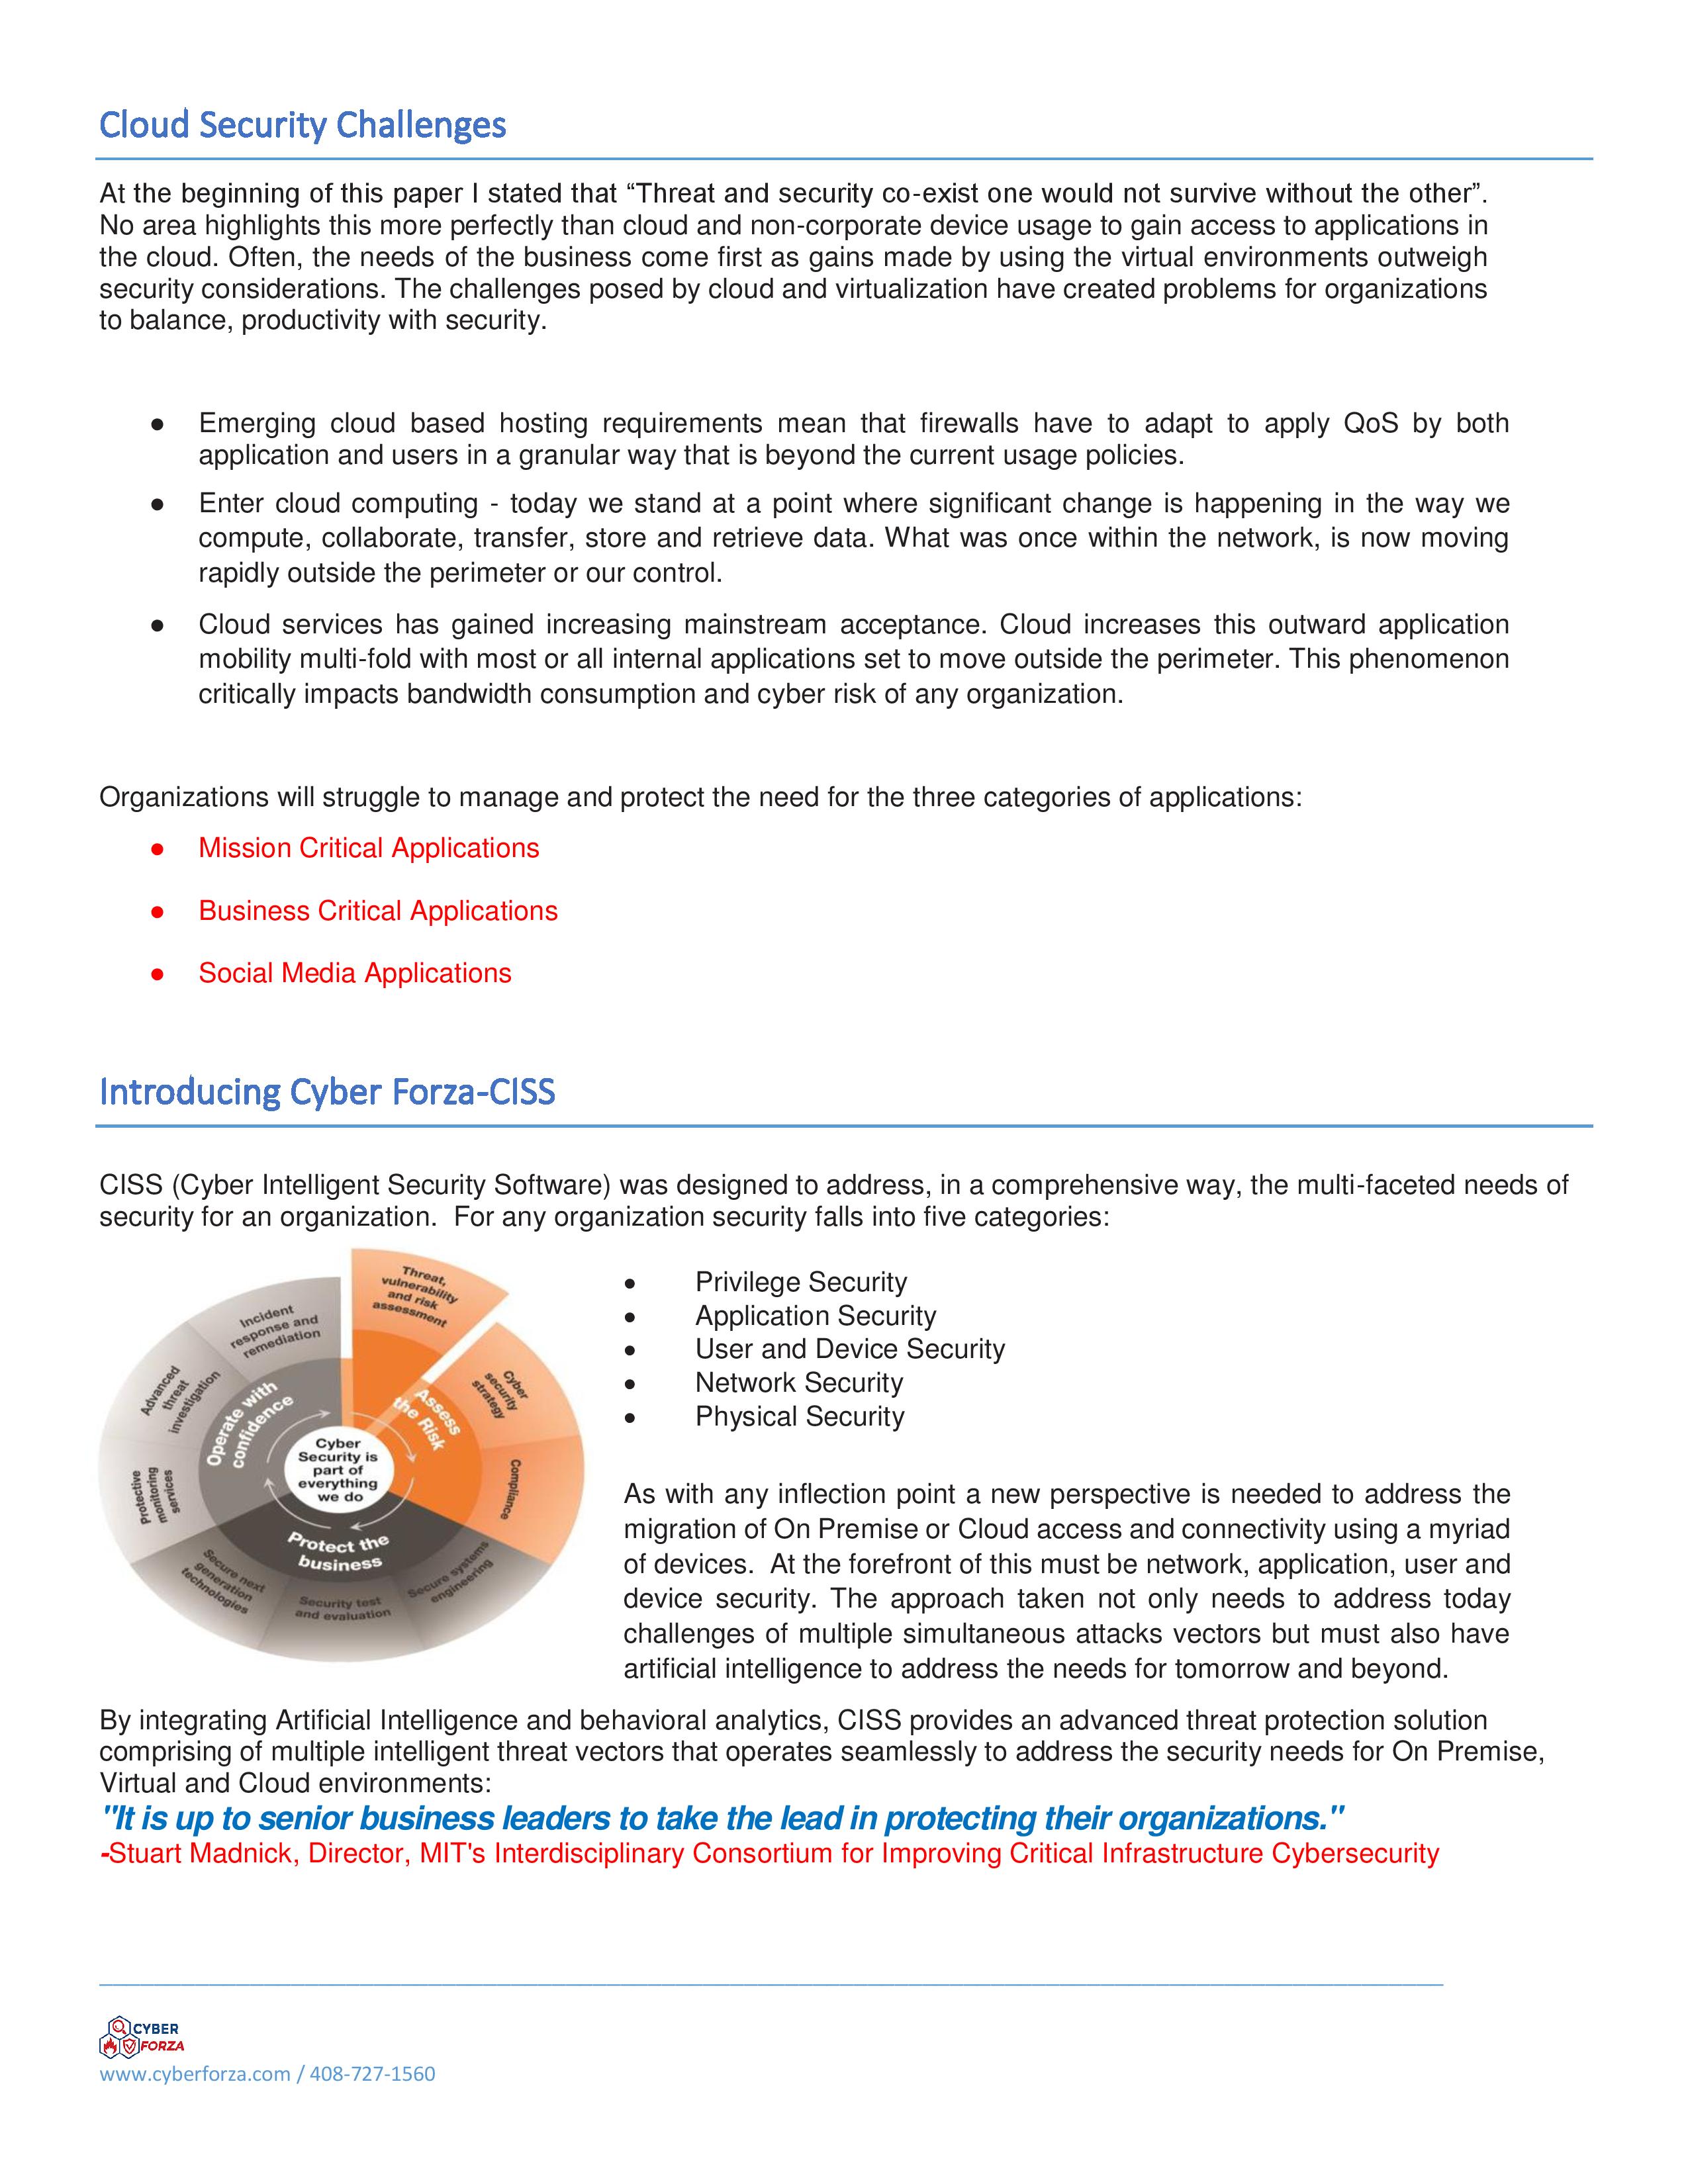 Cloud Security Challenges
At the beginning of this paper I stated that “Threat and security co-exist one would not survive without the other”.
No area highlights this more perfectly than cloud and non-corporate device usage to gain access to applications in
the cloud. Often, the needs of the business come first as gains made by using the virtual environments outweigh
security considerations. The challenges posed by cloud and virtualization have created problems for organizations
to balance, productivity with security.
● Emerging cloud based hosting requirements mean that firewalls have to adapt to apply QoS by both
application and users in a granular way that is beyond the current usage policies.
● Enter cloud computing - today we stand at a point where significant change is happening in the way we
compute, collaborate, transfer, store and retrieve data. What was once within the network, is now moving
rapidly outside the perimeter or our control.
● Cloud services has gained increasing mainstream acceptance. Cloud increases this outward application
mobility multi-fold with most or all internal applications set to move outside the perimeter. This phenomenon
critically impacts bandwidth consumption and cyber risk of any organization.
Organizations will struggle to manage and protect the need for the three categories of applications:
● Mission Critical Applications
● Business Critical Applications
● Social Media Applications
Introducing Cyber Forza-CISS
CISS (Cyber Intelligent Security Software) was designed to address, in a comprehensive way, the multi-faceted needs of
security for an organization. For any organization security falls into five categories:
Threat,
vulnerability
and risk
assessment
Cyber
security
strategy
Compliance
Secure systems
engineering
Security test
and evaluation
Secure next
generation
technologies
Protective
monitoring
services
Advanced
threat
investigation
Incident
response and
remediation
Assess
the Risk
Protect the
business
Operate with
confidence
Cyber
Security is
part of
everything
we do
● Privilege Security
● Application Security
● User and Device Security
● Network Security
● Physical Security
As with any inflection point a new perspective is needed to address the
migration of On Premise or Cloud access and connectivity using a myriad
of devices. At the forefront of this must be network, application, user and
device security. The approach taken not only needs to address today
challenges of multiple simultaneous attacks vectors but must also have
artificial intelligence to address the needs for tomorrow and beyond.
By integrating Artificial Intelligence and behavioral analytics, CISS provides an advanced threat protection solution
comprising of multiple intelligent threat vectors that operates seamlessly to address the security needs for On Premise,
Virtual and Cloud environments:
"It is up to senior business leaders to take the lead in protecting their organizations."
-Stuart Madnick, Director, MIT's Interdisciplinary Consortium for Improving Critical Infrastructure Cybersecurity
CYBER
FORZA
www.cyberforza.com / 408-727-1560